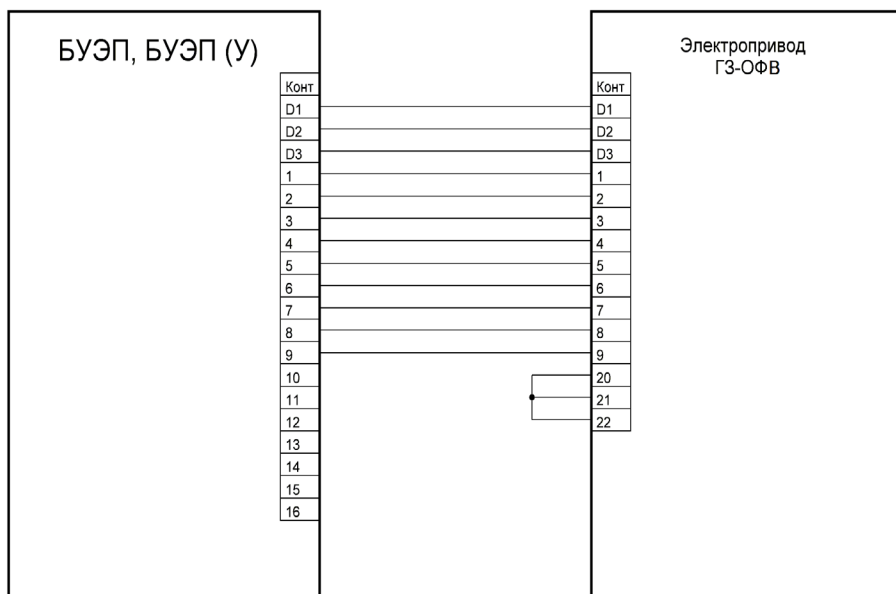 БУЭП, БУЭП (У)
Электропривод
ГЗ-ОФВ
Конт
D1
D2
D3
1
2
3
4
5
6
7
8
9
10
11
12
13
14
15
16
Конт
D1
D2
D3
1
2
3
4
5
6
7
8
9
20
21
22